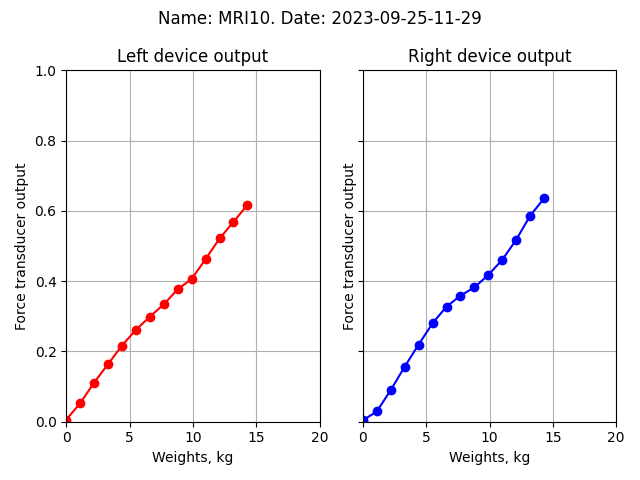 Name: MRI10. Date: 2023-09-25-11-29
Left device output
Right device output
1.0
0.8
0.6
0.4
0.2
0.0
Force transducer output
Force transducer output
0 5 10 15 20
0 5 10 15 20
Weights, kg
Weights, kg